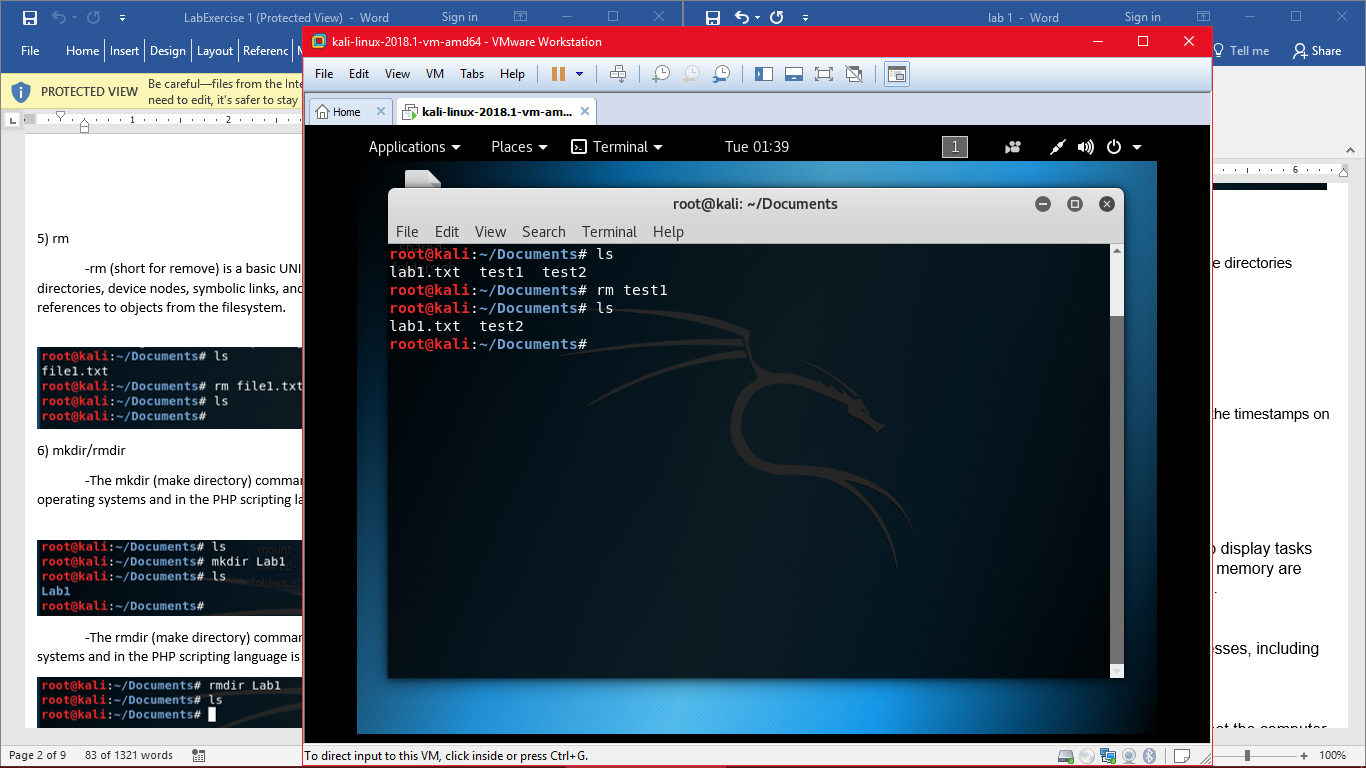 LabExercise 1 (Protected View) - Word
Sign in
lab 1 - Word
Sign in
File
Home
Insert
Design
Layout
Referenc
Tell me
Share
PROTECTED VIEW
Be careful—files from the Inte
need to edit, it's safer to stay
1
2
6
5) rm
-rm (short for remove) is a basic UNI
directories, device nodes, symbolic links, and
references to objects from the filesystem.
root@kali:~/Documents# ls
file1.txt
root@kali:~/Documents# rm file1.txt
root@kali:~/Documents# ls
root@kali:~/Documents#
6) mkdir/rmdir
-The mkdir (make directory) comman
operating systems and in the PHP scripting la
root@kali:~/Documents# ls
root@kali:~/Documents# mkdir Lab1
root@kali:~/Documents# ls
Lab1
root@kali:~/Documents#
-The rmdir (make directory) comman
systems and in the PHP scripting language is
root@kali:~/Documents# rmdir Lab1
root@kali:~/Documents# ls
root@kali:~/Documents#
Page 2 of 9
83 of 1321 words
kali-linux-2018.1-vm-amd64 - VMware Workstation
File Edit View VM Tabs Help
Home
kali-linux-2018.1-vm-am...
Applications
Places
Terminal
Tue 01:39
1
root@kali: ~/Documents
File Edit View Search Terminal Help
root@kali:~/Documents# ls
lab1.txt test1 test2
root@kali:~/Documents# rm test1
root@kali:~/Documents# ls
lab1.txt test2
root@kali:~/Documents#
To direct input to this VM, click inside or press Ctrl+G.
e directories
the timestamps on
display tasks
memory are
esses, including
the computer
100%